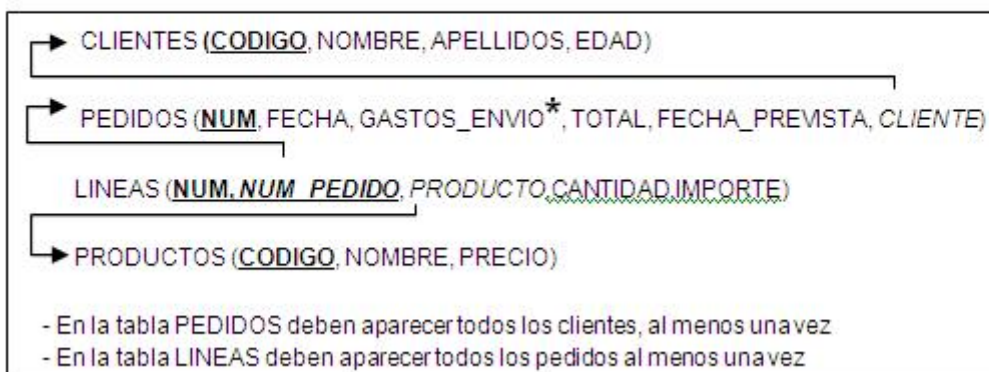 CLIENTES (CODIGO, NOMBRE, APELLIDOS, EDAD)
PEDIDOS (NUM, FECHA, GASTOS_ENVIO*, TOTAL, FECHA_PREVISTA, CLIENTE)
LINEAS (NUM, NUM_PEDIDO, PRODUCTO,CANTIDAD,IMPORTE)
PRODUCTOS (CODIGO, NOMBRE, PRECIO)
- En la tabla PEDIDOS deben aparecer todos los clientes, al menos una vez
- En la tabla LINEAS deben aparecer todos los pedidos al menos una vez